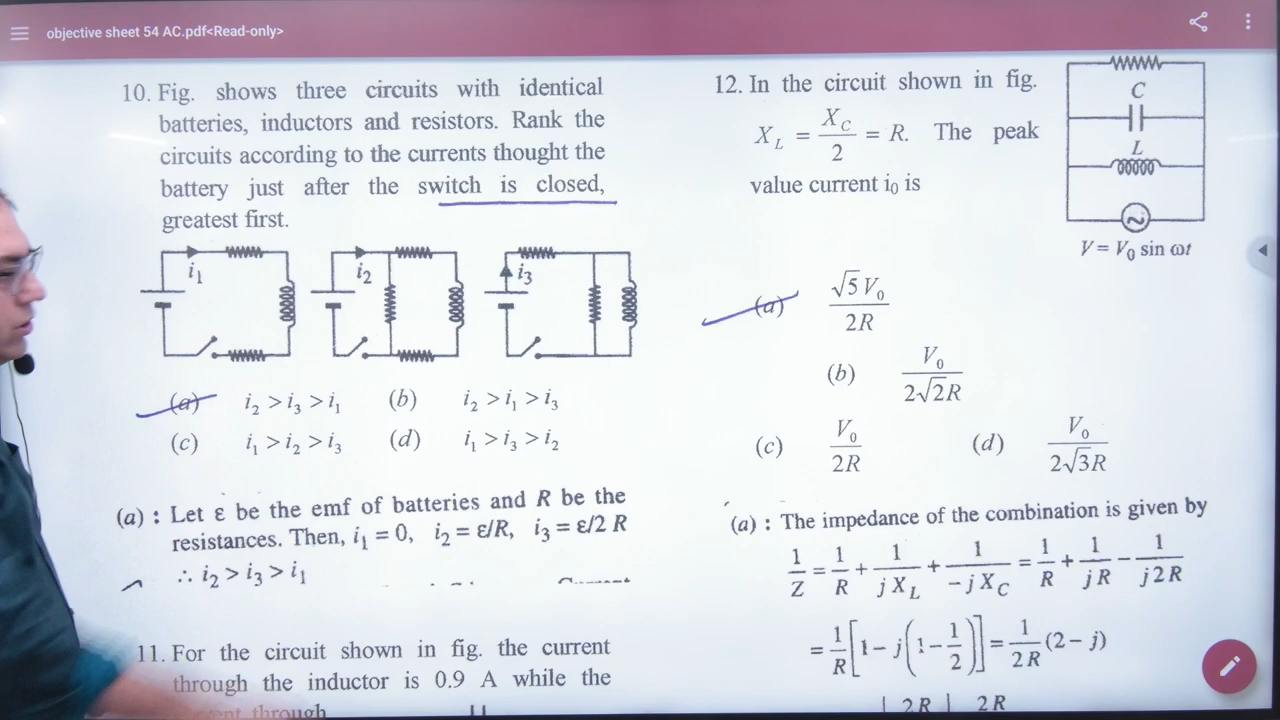 objective sheet 54 AC.pdf<Read-only>
10. Fig. shows three circuits with identical
batteries, inductors and resistors. Rank the
circuits according to the currents thought the
battery just after the switch is closed,
greatest first.
i₁ i₂ i₃
(a) i₂ > i₃ > i₁ (b) i₂ > i₁ > i₃
(c) i₁ > i₂ > i₃ (d) i₁ > i₃ > i₂
(a) : Let ε be the emf of batteries and R be the
resistances. Then, i₁ = 0, i₂ = ε/R, i₃ = ε/2 R
∴ i₂ > i₃ > i₁
11. For the circuit shown in fig. the current
through the inductor is 0.9 A while the
through
12. In the circuit shown in fig.
X_L = X_C/2 = R. The peak
value current i₀ is
C
L
V = V₀ sin ωt
(a) √5 V₀/2R
(b) V₀/2√2R
(c) V₀/2R (d) V₀/2√3R
(a) : The impedance of the combination is given by
1/Z = 1/R + 1/jX_L + 1/-jX_C = 1/R + 1/jR - 1/j2R
= 1/R[1-j(1-1/2)] = 1/2R (2-j)
| 2R | 2R